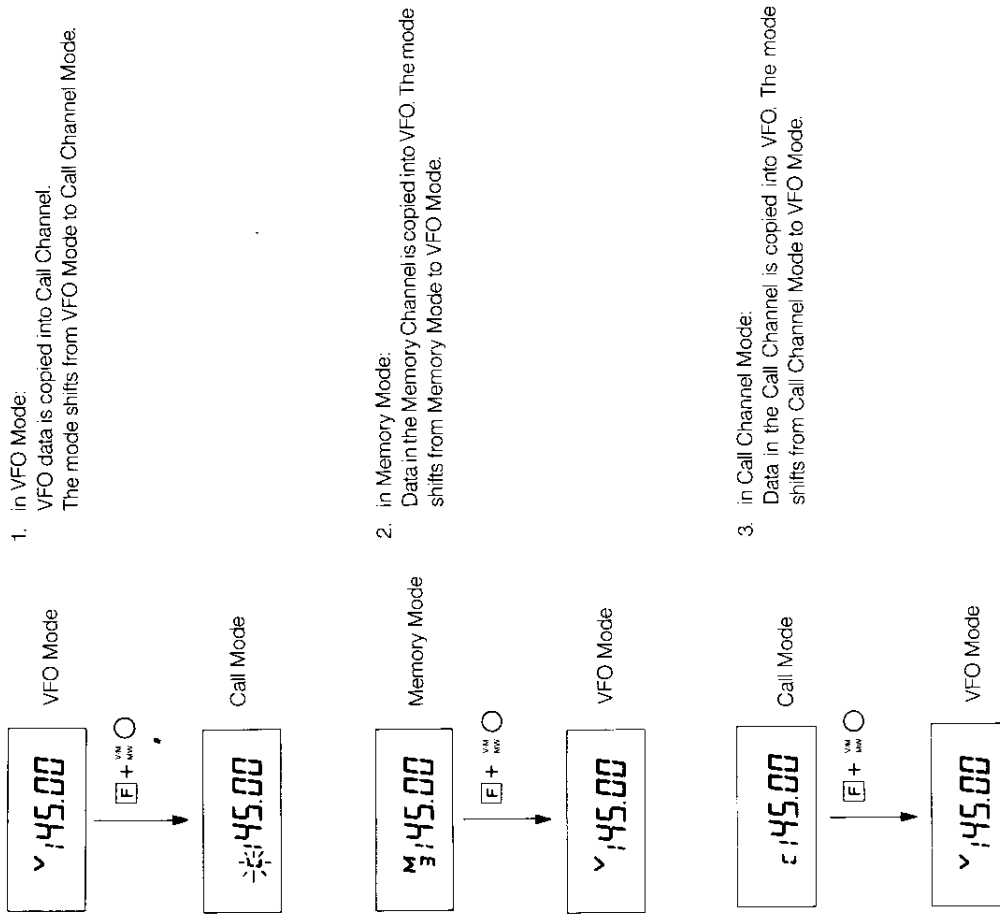 1. in VFO Mode:
VFO data is copied into Call Channel.
The mode shifts from VFO Mode to Call Channel Mode.
V 145.00
VFO Mode
F + V/M MW
C 145.00
Call Mode
2. in Memory Mode:
Data in the Memory Channel is copied into VFO. The mode
shifts from Memory Mode to VFO Mode.
M 3 145.00
Memory Mode
F + V/M MW
V 145.00
VFO Mode
3. in Call Channel Mode:
Data in the Call Channel is copied into VFO. The mode
shifts from Call Channel Mode to VFO Mode.
C 145.00
Call Mode
F + V/M MW
V 145.00
VFO Mode